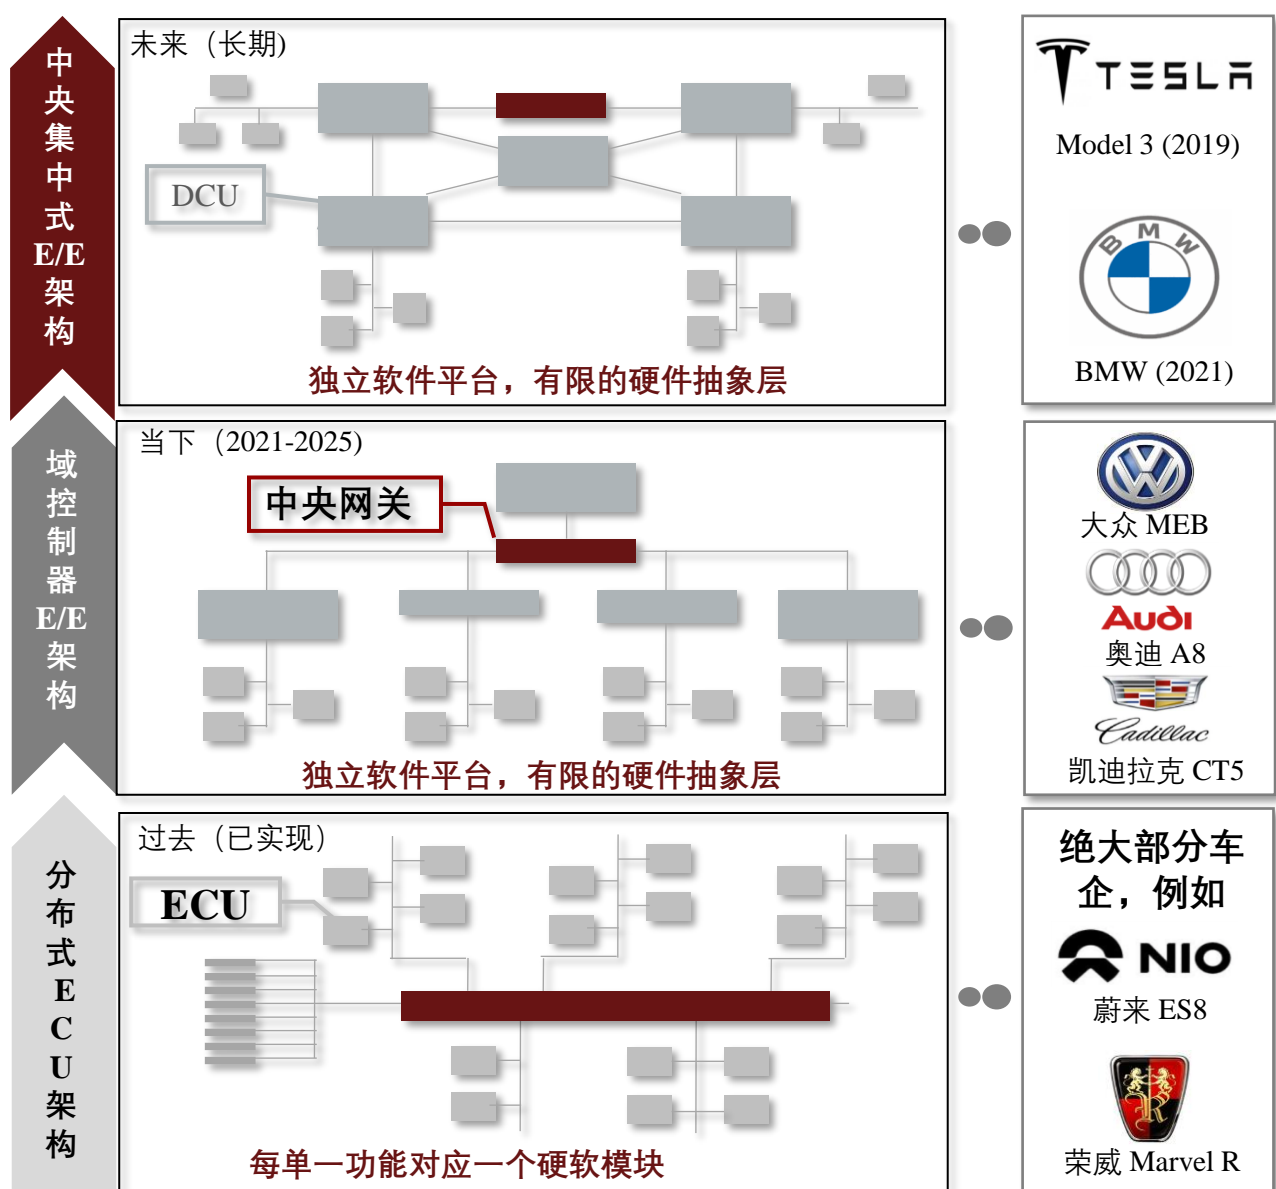 中央集中式E/E架构
未来（长期)
DCU
独立软件平台，有限的硬件抽象层
TESLA
Model 3 (2019)
BMW
BMW (2021)
域控制器E/E架构
当下（2021-2025)
中央网关
独立软件平台，有限的硬件抽象层
大众 MEB
Audi
奥迪 A8
Cadillac
凯迪拉克 CT5
分布式ECU架构
过去（已实现）
ECU
每单一功能对应一个硬软模块
绝大部分车
企，例如
NIO
蔚来 ES8
R
荣威 Marvel R